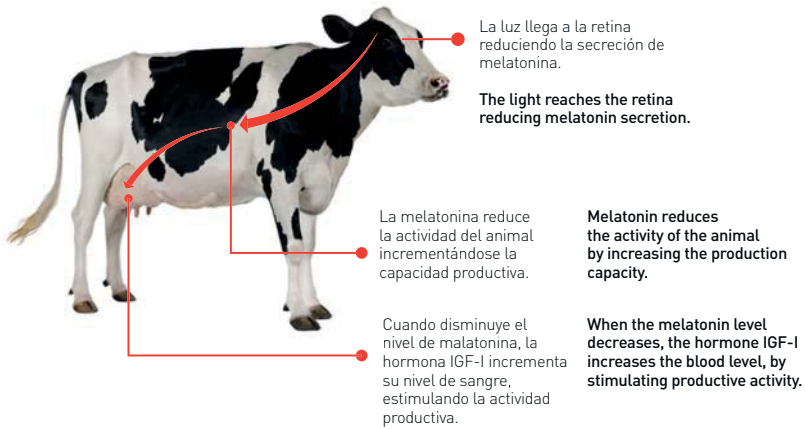 La luz llega a la retina
reduciendo la secreción de
melatonina.
The light reaches the retina
reducing melatonin secretion.
La melatonina reduce
la actividad del animal
incrementándose la
capacidad productiva.
Melatonin reduces
the activity of the animal
by increasing the production
capacity.
Cuando disminuye el
nivel de malatonina, la
hormona IGF-I incrementa
su nivel de sangre,
estimulando la actividad
productiva.
When the melatonin level
decreases, the hormone IGF-I
increases the blood level, by
stimulating productive activity.